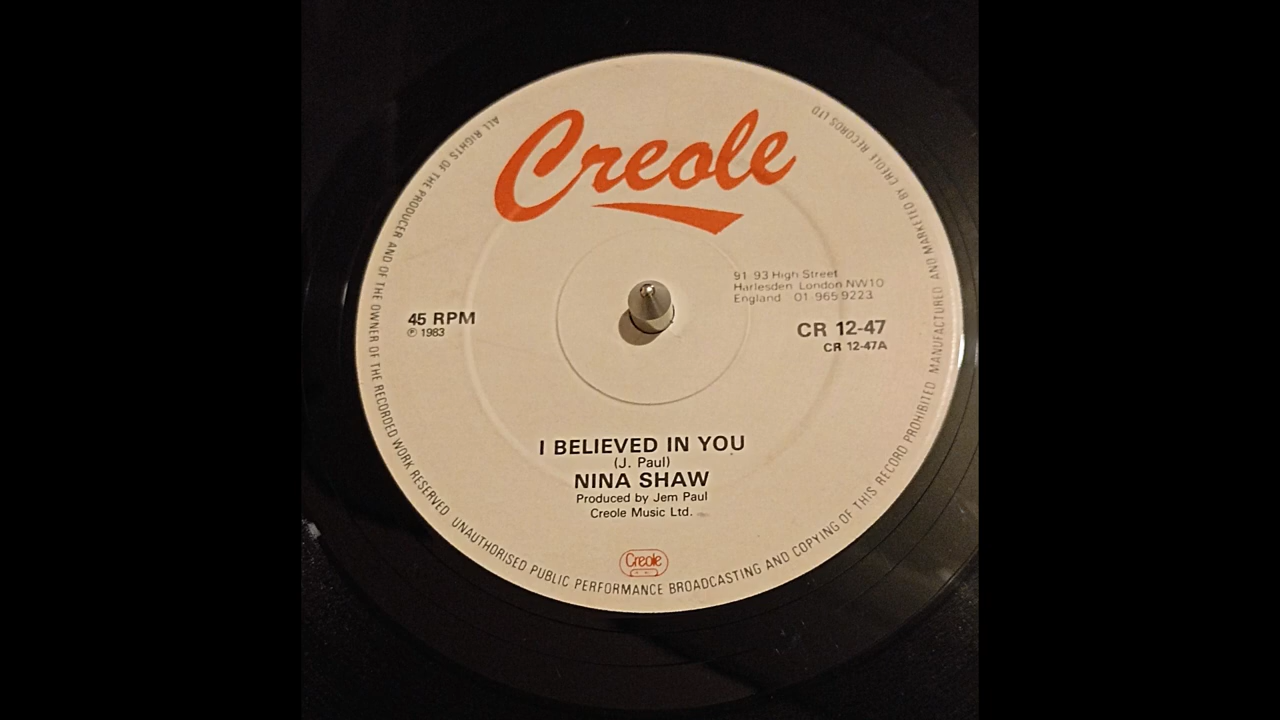 Creole
91-93 High Street
Harlesden London NW10
England 01 965 9223
45 RPM
℗ 1983
CR 12-47
CR 12-47A
I BELIEVED IN YOU
(J. Paul)
NINA SHAW
Produced by Jem Paul
Creole Music Ltd.
Creole
ALL RIGHTS OF THE PRODUCER AND OF THE OWNER OF THE RECORDED WORK RESERVED UNAUTHORISED PUBLIC PERFORMANCE BROADCASTING AND COPYING OF THIS RECORD PROHIBITED MANUFACTURED AND MARKETED BY CREOLE RECORDS LTD